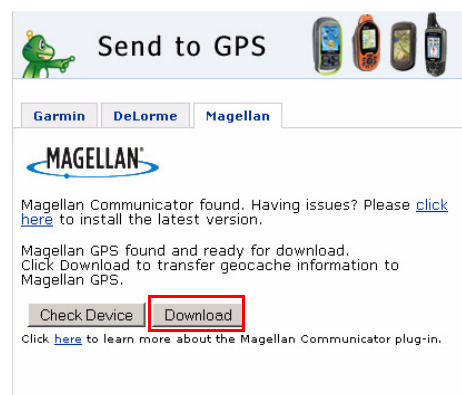 Send to GPS
Garmin DeLorme Magellan
MAGELLAN
Magellan Communicator found. Having issues? Please click
here to install the latest version.
Magellan GPS found and ready for download.
Click Download to transfer geocache information to
Magellan GPS.
Check Device Download
Click here to learn more about the Magellan Communicator plug-in.